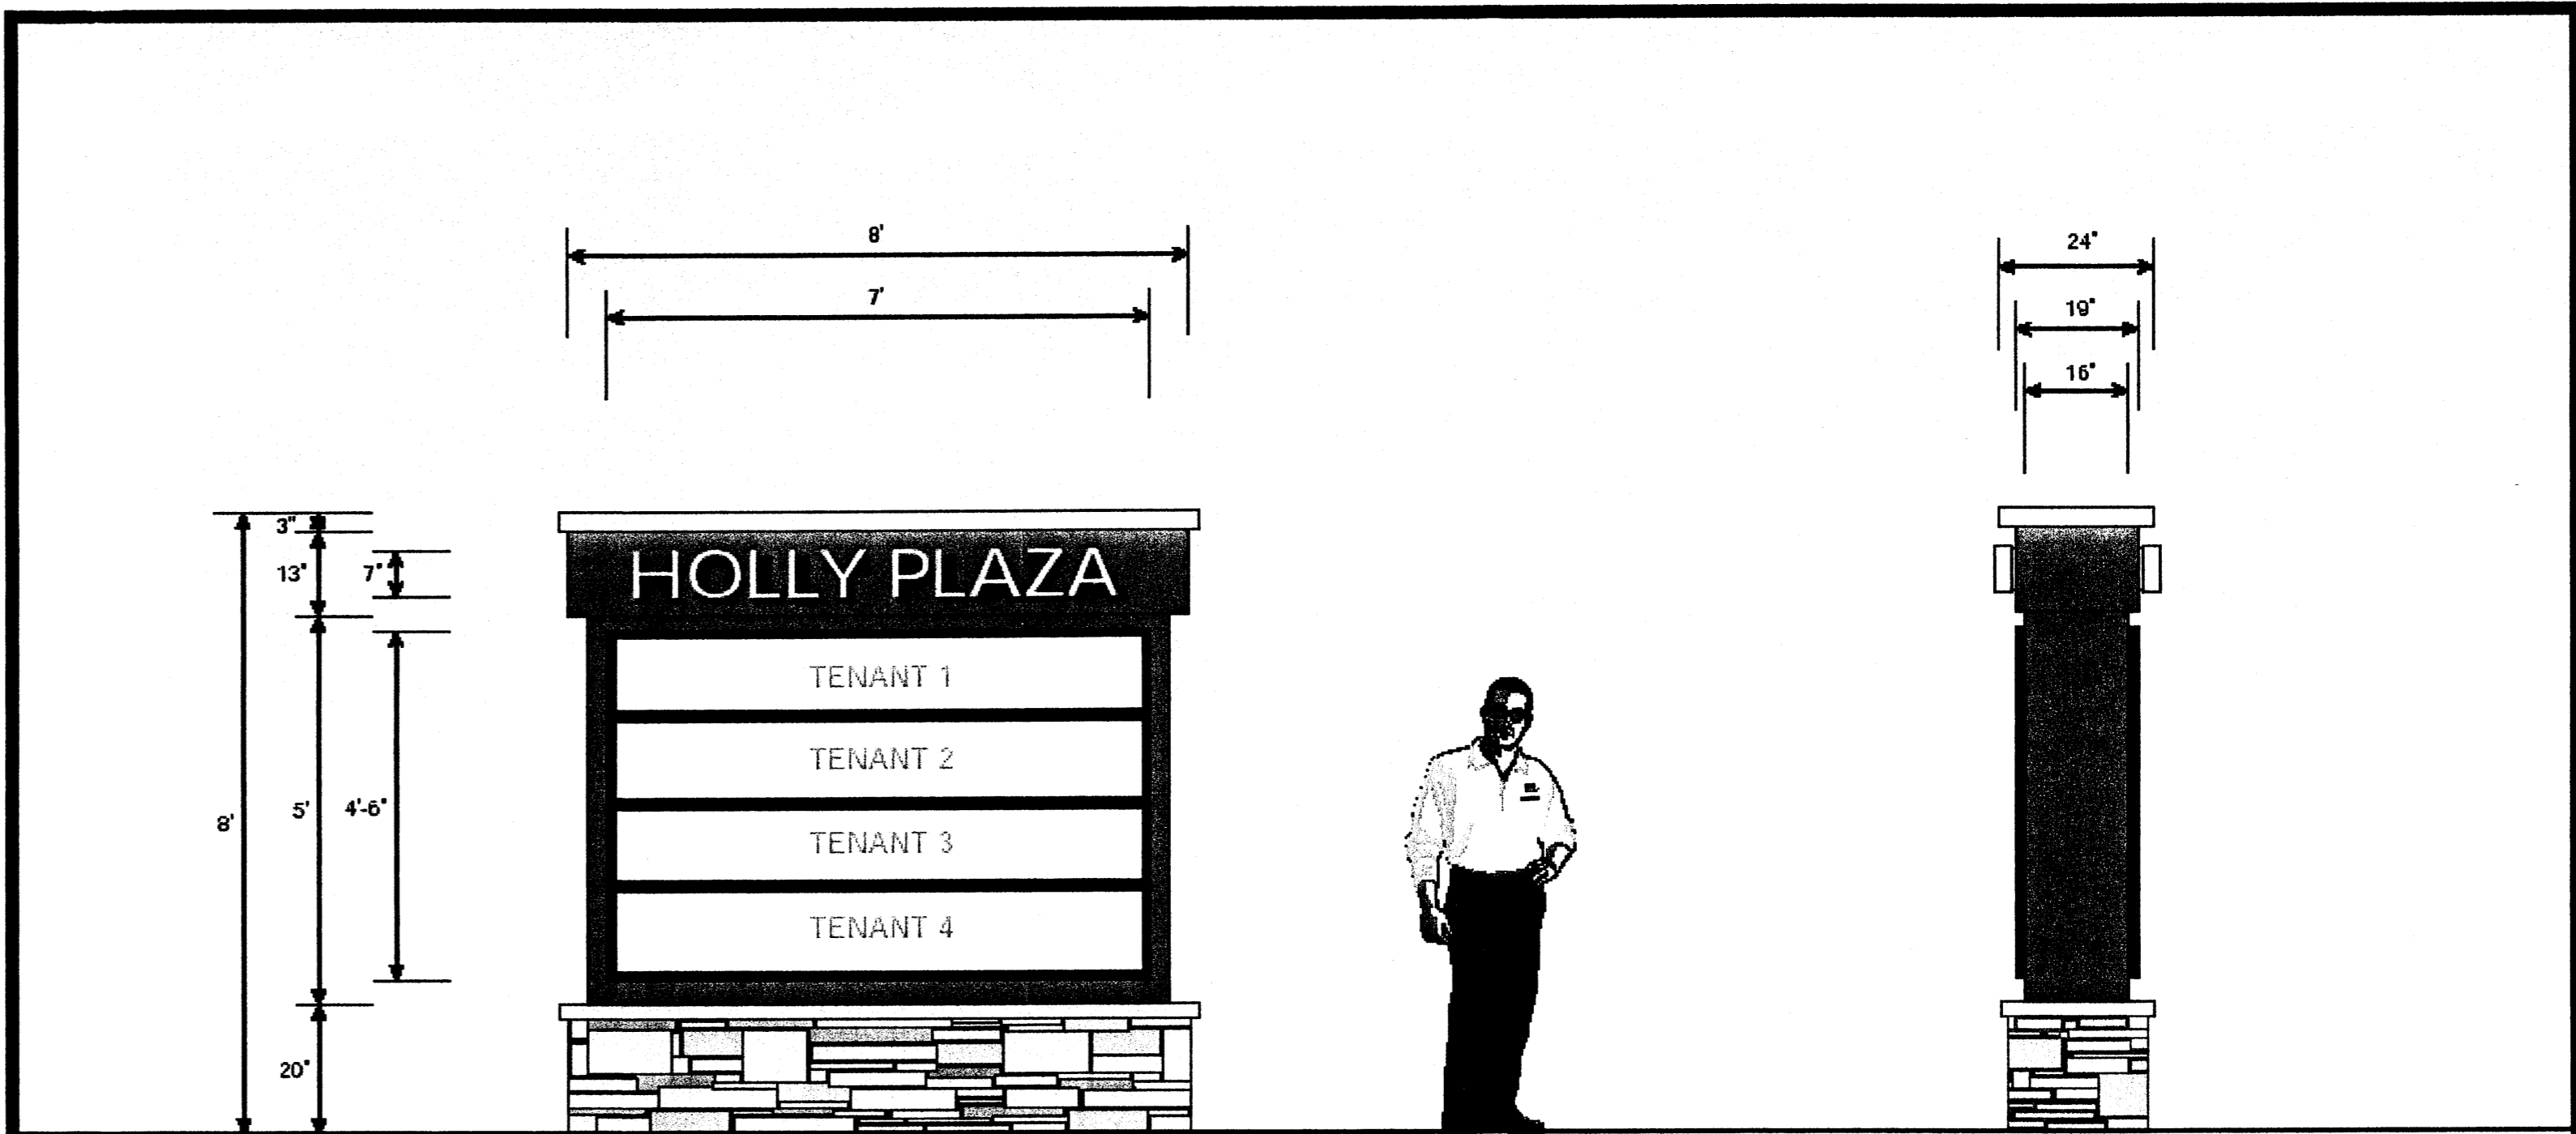 8'
7'
24"
19"
16"
3"
13"
7"
HOLLY PLAZA
TENANT 1
TENANT 2
TENANT 3
TENANT 4
8'
5'
4'-6"
20"